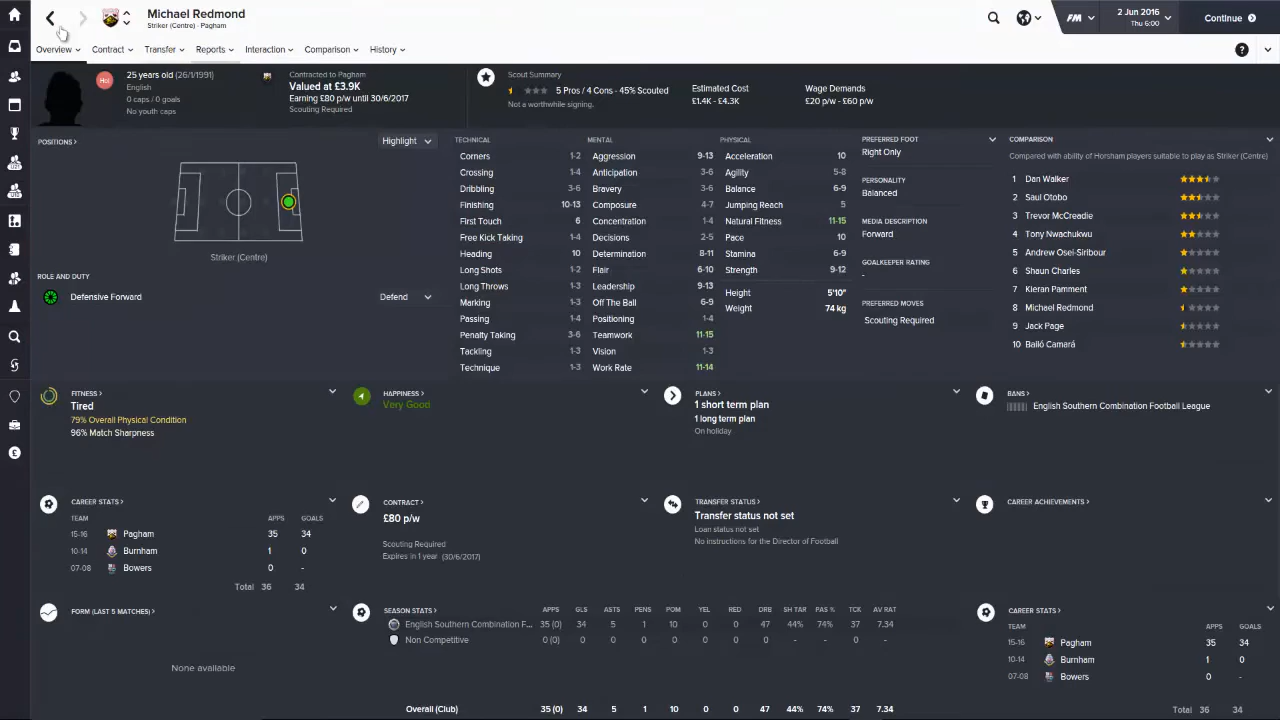 Michael Redmond
Striker (Centre) - Pagham
FM
2 Jun 2016
Thu 6:00
Continue
Overview
Contract
Transfer
Reports
Interaction
Comparison
History
?
Hol
25 years old (26/1/1991)
English
0 caps / 0 goals
No youth caps
Contracted to Pagham
Valued at £3.9K
Earning £80 p/w until 30/6/2017
Scouting Required
Scout Summary
5 Pros / 4 Cons - 45% Scouted
Not a worthwhile signing.
Estimated Cost
£1.4K - £4.3K
Wage Demands
£20 p/w - £60 p/w
POSITIONS >
Highlight
Striker (Centre)
ROLE AND DUTY
Defensive Forward
Defend
TECHNICAL
Corners 1-2
Crossing 1-4
Dribbling 3-6
Finishing 10-13
First Touch 6
Free Kick Taking 1-4
Heading 10
Long Shots 1-2
Long Throws 1-3
Marking 1-3
Passing 1-4
Penalty Taking 3-6
Tackling 1-3
Technique 1-3
MENTAL
Aggression 9-13
Anticipation 3-6
Bravery 3-6
Composure 4-7
Concentration 1-4
Decisions 2-5
Determination 8-11
Flair 6-10
Leadership 9-13
Off The Ball 6-9
Positioning 1-4
Teamwork 11-15
Vision 1-3
Work Rate 11-14
PHYSICAL
Acceleration 10
Agility 5-8
Balance 6-9
Jumping Reach 5
Natural Fitness 11-15
Pace 10
Stamina 6-9
Strength 9-12
Height 5'10"
Weight 74 kg
PREFERRED FOOT
Right Only
PERSONALITY
Balanced
MEDIA DESCRIPTION
Forward
GOALKEEPER RATING
-
PREFERRED MOVES
Scouting Required
COMPARISON
Compared with ability of Horsham players suitable to play as Striker (Centre)
1 Dan Walker
2 Saul Otobo
3 Trevor McCreadie
4 Tony Nwachukwu
5 Andrew Osei-Siribour
6 Shaun Charles
7 Kieran Pamment
8 Michael Redmond
9 Jack Page
10 Balló Camará
FITNESS >
Tired
79% Overall Physical Condition
96% Match Sharpness
HAPPINESS >
Very Good
PLANS >
1 short term plan
1 long term plan
On holiday
BANS >
English Southern Combination Football League
CAREER STATS >
TEAM APPS GOALS
15-16 Pagham 35 34
10-14 Burnham 1 0
07-08 Bowers 0 -
Total 36 34
CONTRACT >
£80 p/w
Scouting Required
Expires in 1 year (30/6/2017)
TRANSFER STATUS >
Transfer status not set
Loan status not set
No instructions for the Director of Football
CAREER ACHIEVEMENTS >
FORM (LAST 5 MATCHES) >
None available
SEASON STATS > APPS GLS ASTS PENS POM YEL RED DRB SH TAR PAS % TCK AV RAT
English Southern Combination F... 35 (0) 34 5 1 10 0 0 47 44% 74% 37 7.34
Non Competitive 0 (0) 0 0 0 0 0 0 0 - - 0 -
Overall (Club) 35 (0) 34 5 1 10 0 0 47 44% 74% 37 7.34
CAREER STATS >
TEAM APPS GOALS
15-16 Pagham 35 34
10-14 Burnham 1 0
07-08 Bowers 0 -
Total 36 34